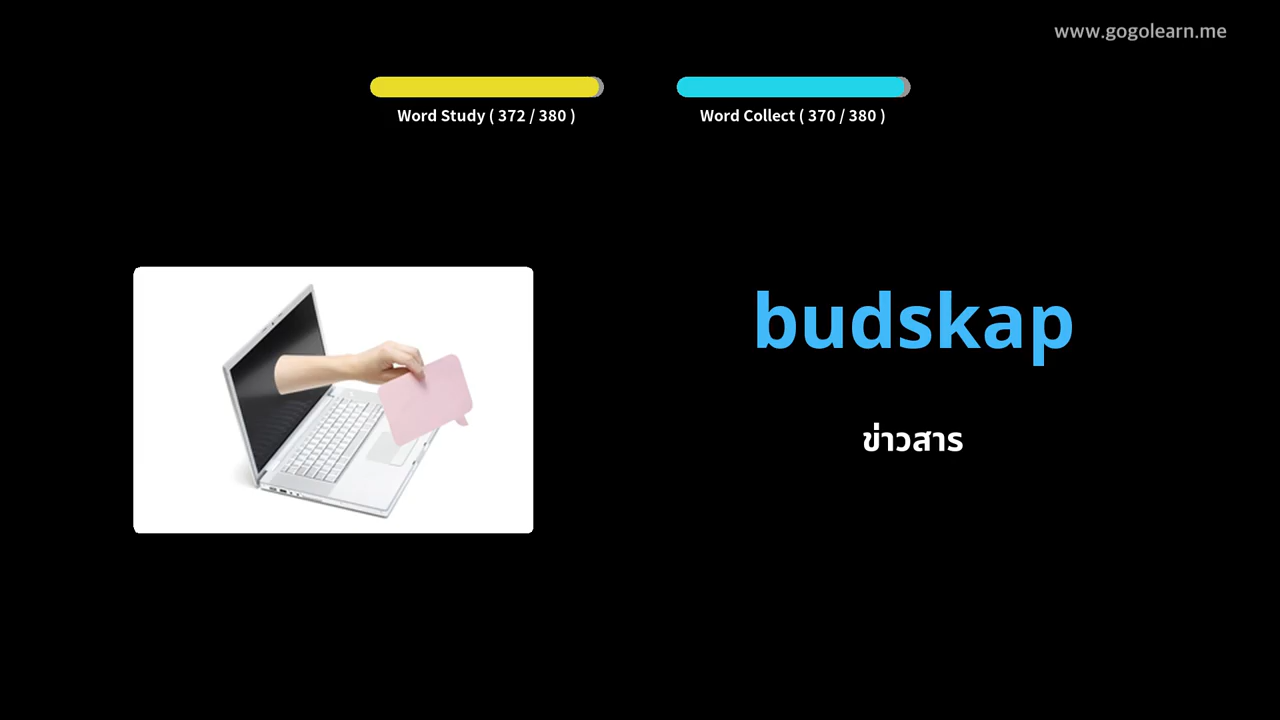 www.gogolearn.me
Word Study ( 372 / 380 )
Word Collect ( 370 / 380 )
budskap
ข่าวสาร